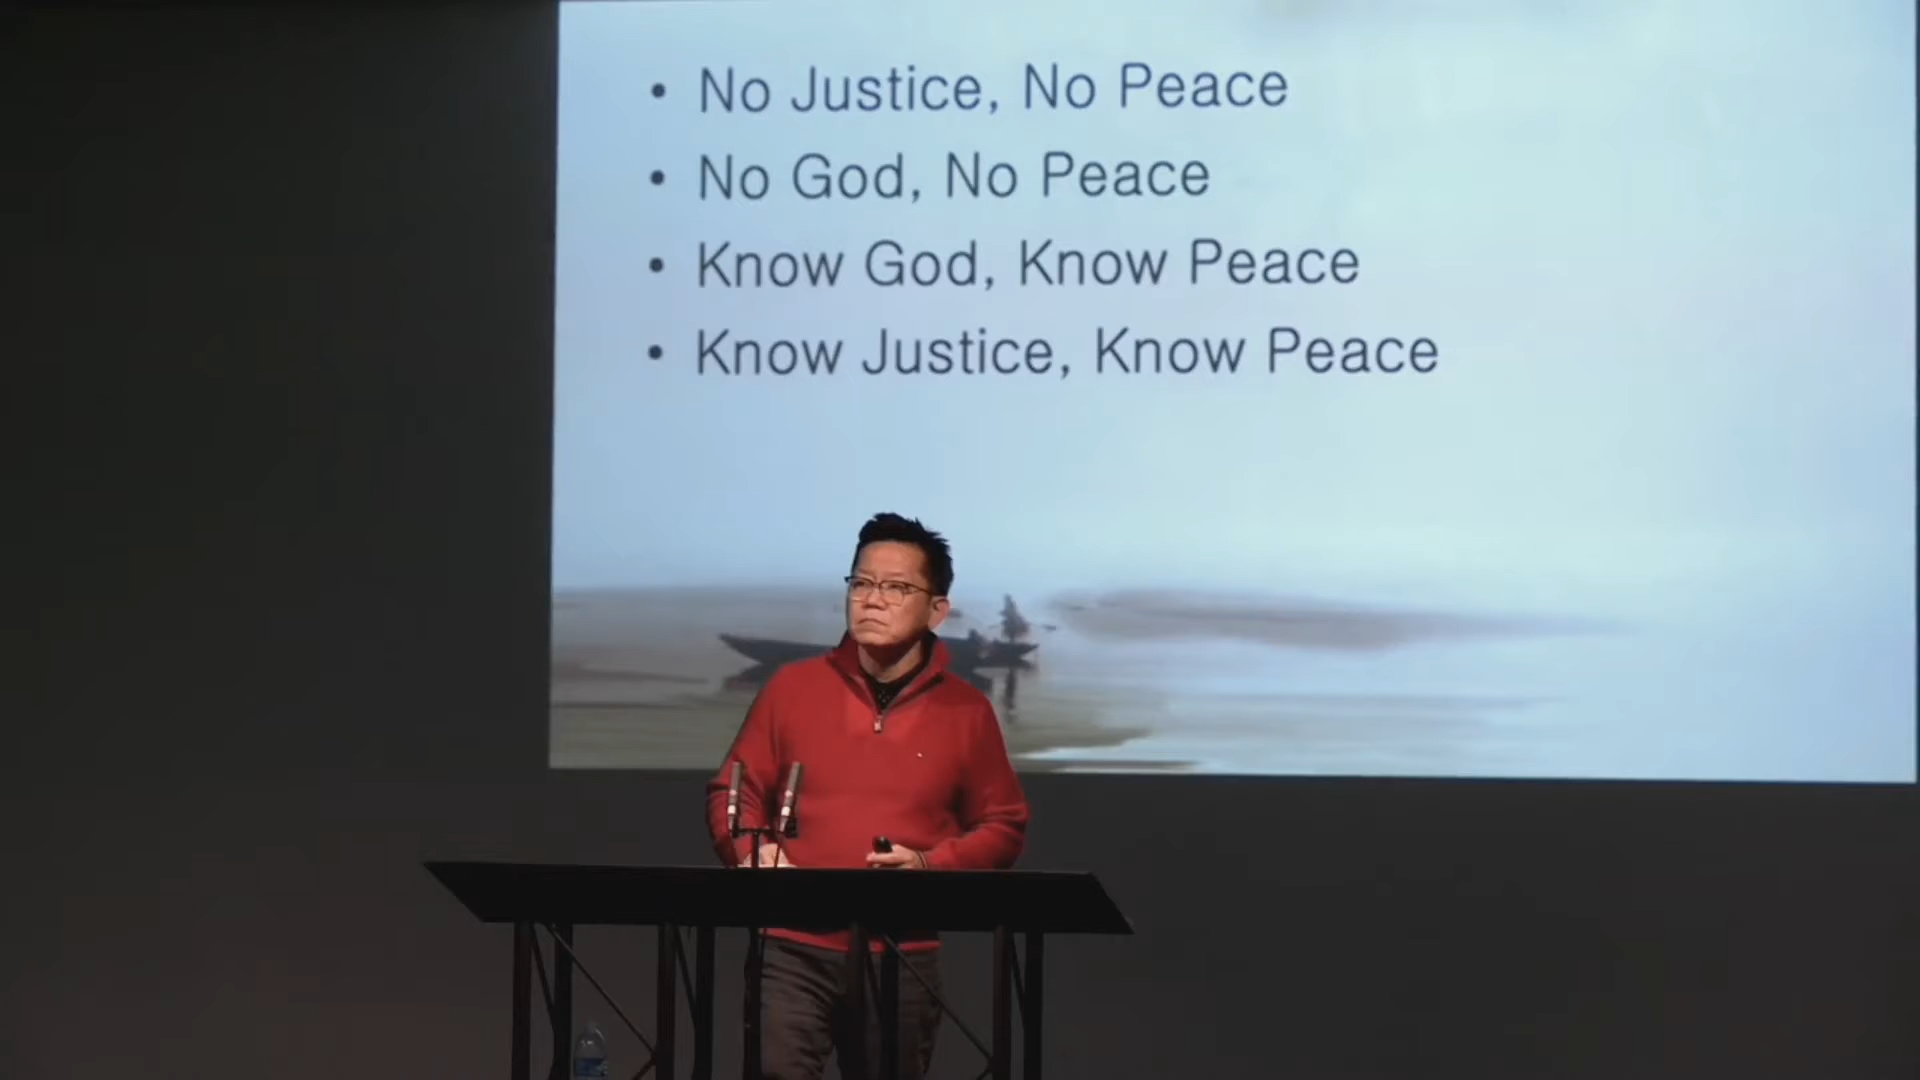 • No Justice, No Peace
• No God, No Peace
• Know God, Know Peace
• Know Justice, Know Peace